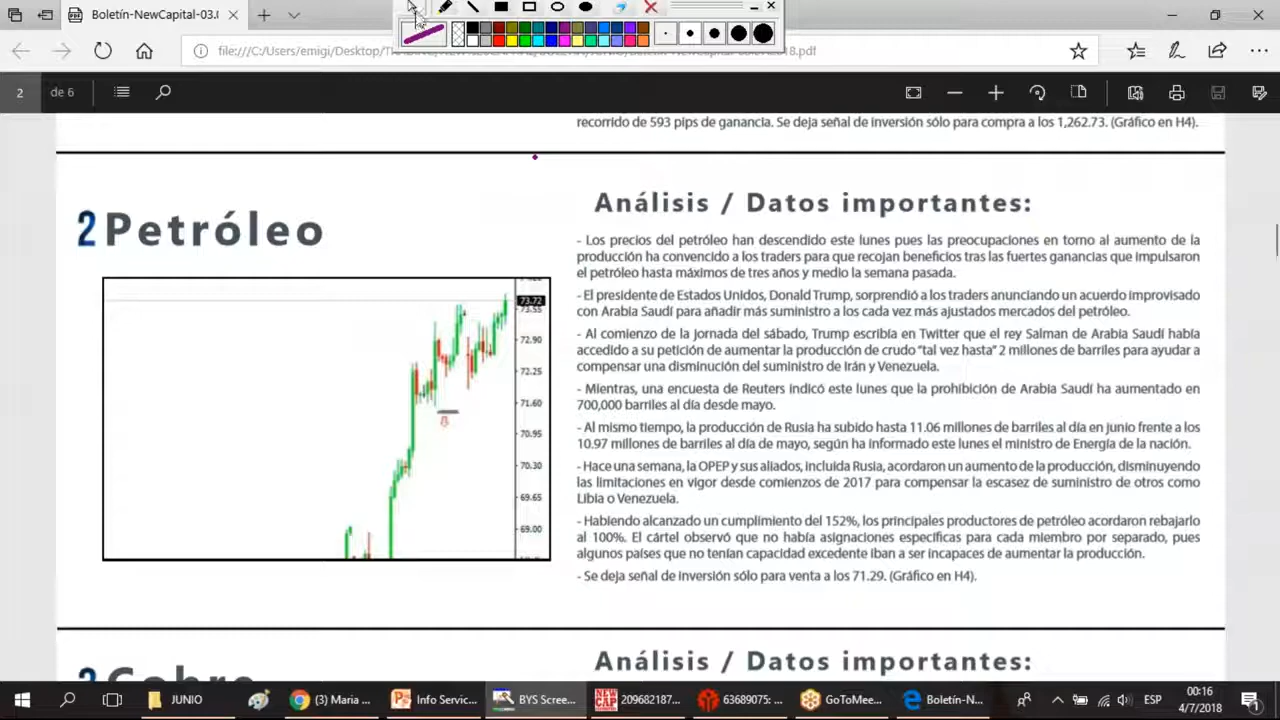 Boletín-NewCapital-03.0
file:///C:/Users/emigi/Desktop/
2018.pdf
2 de 6
recorrido de 593 pips de ganancia. Se deja señal de inversión sólo para compra a los 1,262.73. (Gráfico en H4).
2 Petróleo
Análisis / Datos importantes:
- Los precios del petróleo han descendido este lunes pues las preocupaciones en torno al aumento de la
producción ha convencido a los traders para que recojan beneficios tras las fuertes ganancias que impulsaron
el petróleo hasta máximos de tres años y medio la semana pasada.
- El presidente de Estados Unidos, Donald Trump, sorprendió a los traders anunciando un acuerdo improvisado
con Arabia Saudí para añadir más suministro a los cada vez más ajustados mercados del petróleo.
- Al comienzo de la jornada del sábado, Trump escribía en Twitter que el rey Salman de Arabia Saudí había
accedido a su petición de aumentar la producción de crudo "tal vez hasta" 2 millones de barriles para ayudar a
compensar una disminución del suministro de Irán y Venezuela.
- Mientras, una encuesta de Reuters indicó este lunes que la prohibición de Arabia Saudí ha aumentado en
700,000 barriles al día desde mayo.
- Al mismo tiempo, la producción de Rusia ha subido hasta 11.06 millones de barriles al día en junio frente a los
10.97 millones de barriles al día de mayo, según ha informado este lunes el ministro de Energía de la nación.
- Hace una semana, la OPEP y sus aliados, incluida Rusia, acordaron un aumento de la producción, disminuyendo
las limitaciones en vigor desde comienzos de 2017 para compensar la escasez de suministro de otros como
Libia o Venezuela.
- Habiendo alcanzado un cumplimiento del 152%, los principales productores de petróleo acordaron rebajarlo
al 100%. El cártel observó que no había asignaciones específicas para cada miembro por separado, pues
algunos países que no tenían capacidad excedente iban a ser incapaces de aumentar la producción.
- Se deja señal de inversión sólo para venta a los 71.29. (Gráfico en H4).
73.72
73.55
72.90
72.25
71.60
70.95
70.30
69.65
69.00
Cobre
Análisis / Datos importantes:
JUNIO
(3) Maria ...
Info Servic...
BYS Scree...
209682187...
63689075: ...
GoToMee...
Boletín-N...
ESP
00:16
4/7/2018